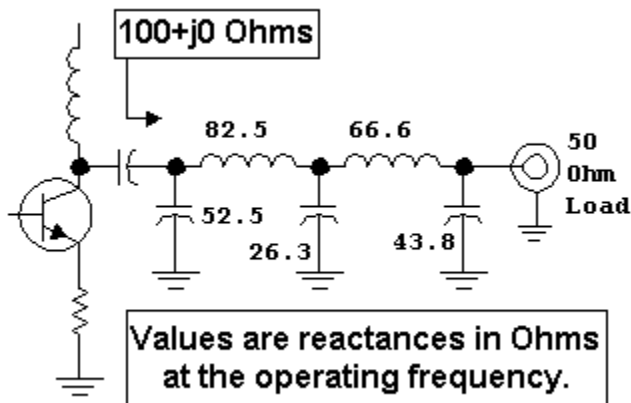 100+j0 Ohms
82.5
66.6
50
Ohm
Load
52.5
26.3
43.8
Values are reactances in Ohms
at the operating frequency.